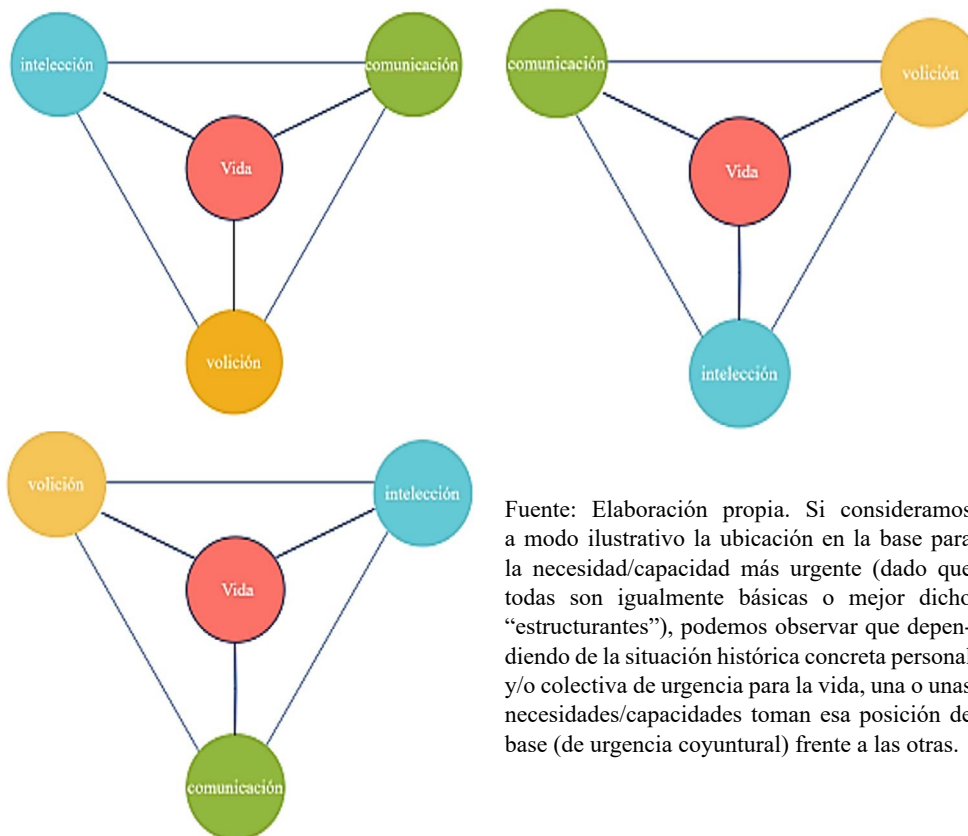 intelección
comunicación
Vida
volición
comunicación
volición
Vida
intelección
volición
intelección
Vida
comunicación
Fuente: Elaboración propia. Si consideramos
a modo ilustrativo la ubicación en la base para
la necesidad/capacidad más urgente (dado que
todas son igualmente básicas o mejor dicho
“estructurantes”), podemos observar que depen-
diendo de la situación histórica concreta personal
y/o colectiva de urgencia para la vida, una o unas
necesidades/capacidades toman esa posición de
base (de urgencia coyuntural) frente a las otras.